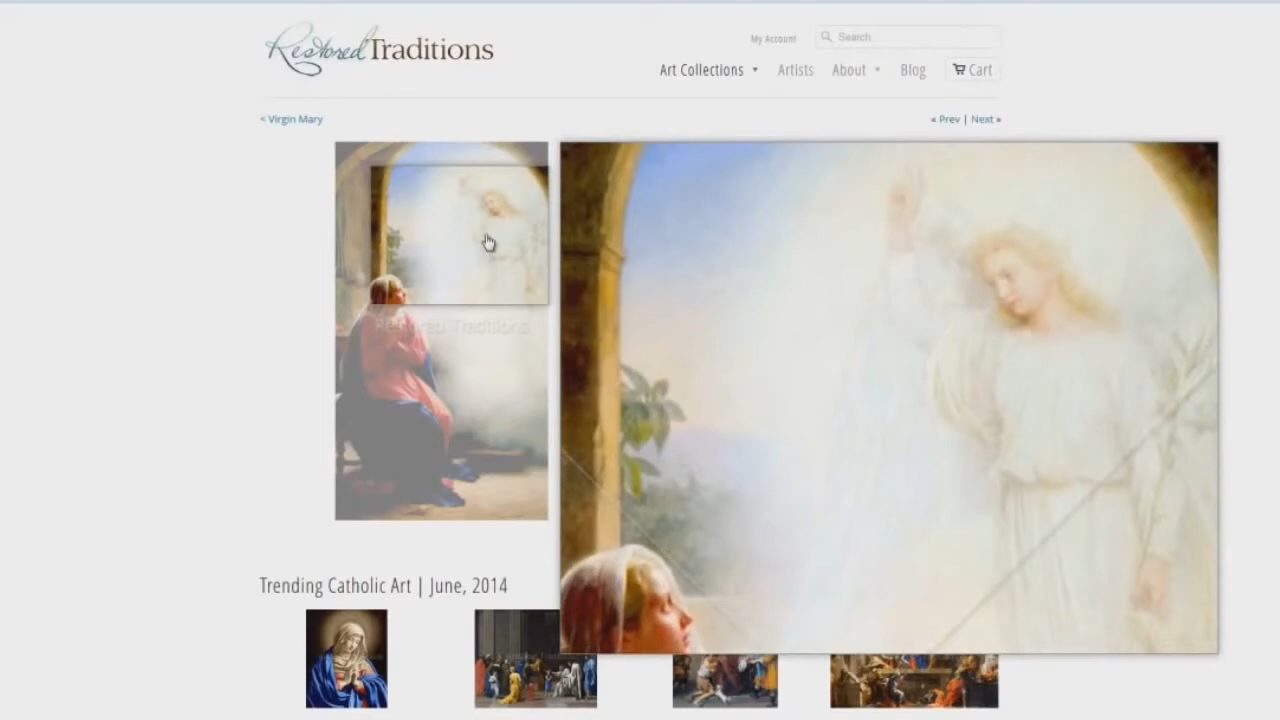 Restored Traditions
My Account
Search
Art Collections
Artists
About
Blog
Cart
< Virgin Mary
« Prev | Next »
Restored Traditions
Trending Catholic Art | June, 2014